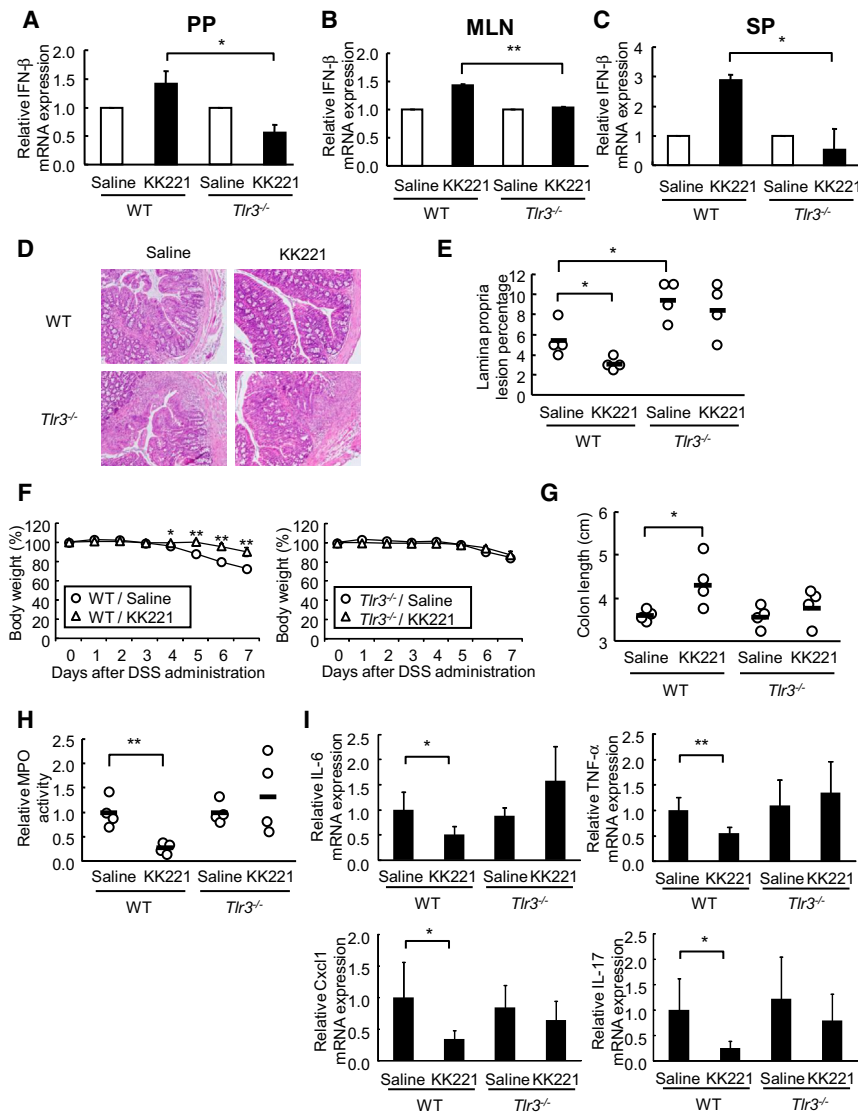 A
PP
Relative IFN-β
mRNA expression
2.0
1.5
1.0
0.5
0.0
*
Saline KK221 Saline KK221
WT
Tlr3-/-
B
MLN
Relative IFN-β
mRNA expression
2.0
1.5
1.0
0.5
0.0
**
Saline KK221 Saline KK221
WT
Tlr3-/-
C
SP
Relative IFN-β
mRNA expression
6
4
2
0
*
Saline KK221 Saline KK221
WT
Tlr3-/-
D
Saline
KK221
WT
Tlr3-/-
E
Lamina propria
lesion percentage
12
10
8
6
4
2
0
*
*
Saline KK221 Saline KK221
WT
Tlr3-/-
F
Body weight (%)
120
100
80
60
40
20
0
* ** ** **
WT / Saline
WT / KK221
0 1 2 3 4 5 6 7
Days after DSS administration
Body weight (%)
120
100
80
60
40
20
0
Tlr3-/- / Saline
Tlr3-/- / KK221
0 1 2 3 4 5 6 7
Days after DSS administration
G
Colon length (cm)
6
5
4
3
*
Saline KK221 Saline KK221
WT
Tlr3-/-
H
Relative MPO
activity
2.5
2.0
1.5
1.0
0.5
0.0
**
Saline KK221 Saline KK221
WT
Tlr3-/-
I
Relative IL-6
mRNA expression
2.5
2.0
1.5
1.0
0.5
0.0
*
Saline KK221 Saline KK221
WT
Tlr3-/-
Relative TNF-α
mRNA expression
2.5
2.0
1.5
1.0
0.5
0.0
**
Saline KK221 Saline KK221
WT
Tlr3-/-
Relative Cxcl1
mRNA expression
2.0
1.5
1.0
0.5
0.0
*
Saline KK221 Saline KK221
WT
Tlr3-/-
Relative IL-17
mRNA expression
2.5
2.0
1.5
1.0
0.5
0.0
*
Saline KK221 Saline KK221
WT
Tlr3-/-